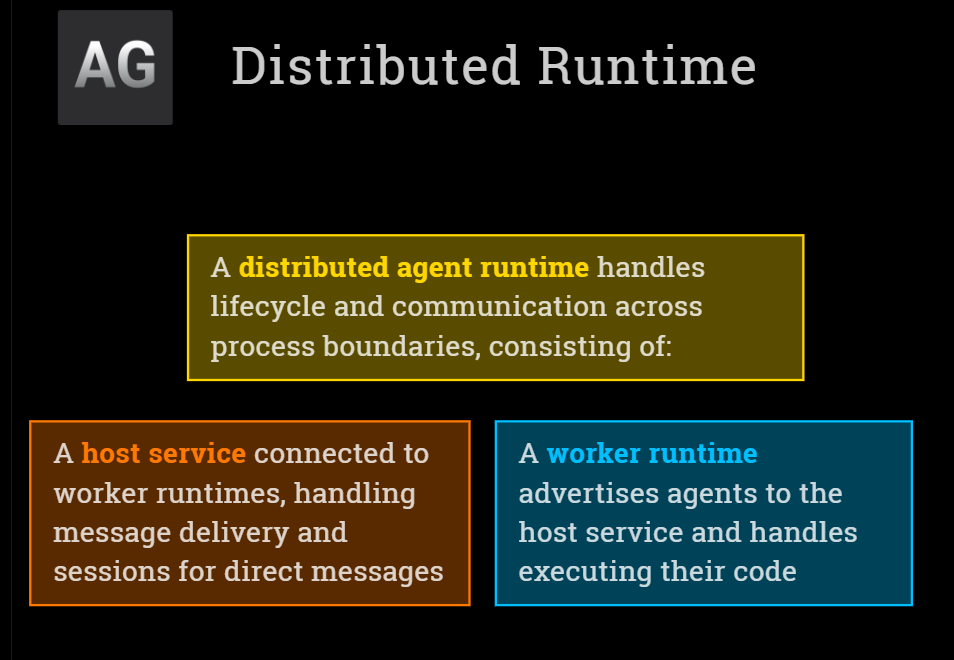 AG
Distributed Runtime
A distributed agent runtime handles
lifecycle and communication across
process boundaries, consisting of:
A host service connected to
worker runtimes, handling
message delivery and
sessions for direct messages
A worker runtime
advertises agents to the
host service and handles
executing their code